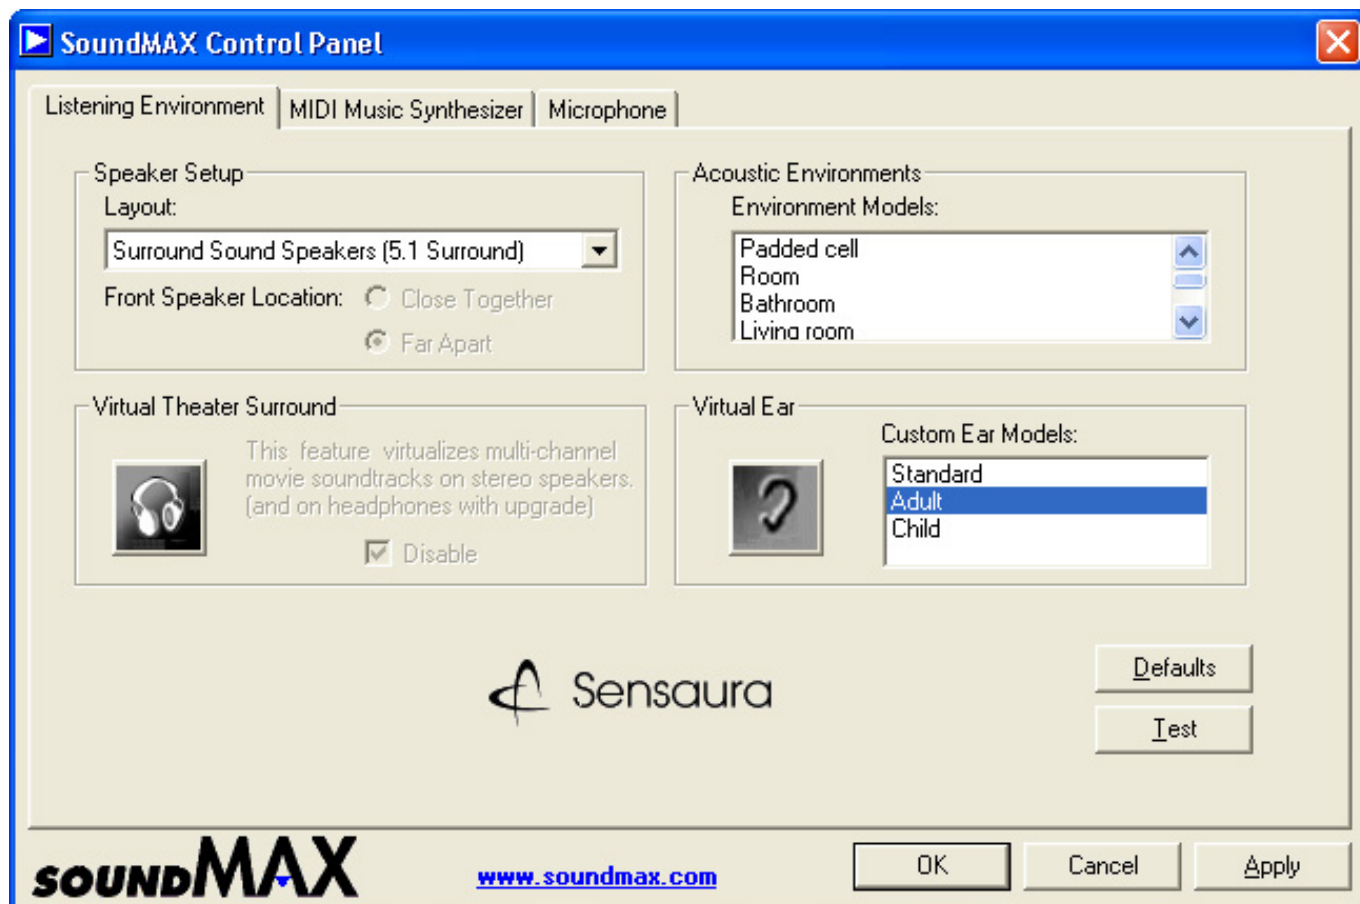 SoundMAX Control Panel
Listening Environment
MIDI Music Synthesizer
Microphone
Speaker Setup
Layout:
Surround Sound Speakers (5.1 Surround)
Front Speaker Location:
Close Together
Far Apart
Acoustic Environments
Environment Models:
Padded cell
Room
Bathroom
Living room
Virtual Theater Surround
This feature virtualizes multi-channel
movie soundtracks on stereo speakers.
(and on headphones with upgrade)
Disable
Virtual Ear
Custom Ear Models:
Standard
Adult
Child
Sensaura
Defaults
Test
SOUNDMAX
www.soundmax.com
OK
Cancel
Apply